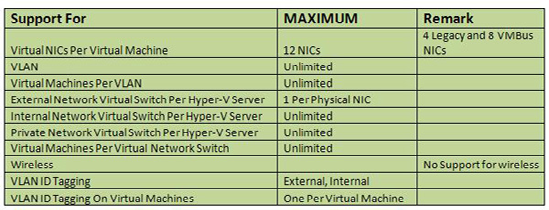 Support For MAXIMUM Remark
Virtual NICs Per Virtual Machine 12 NICs 4 Legacy and 8 VMBus
NICs
VLAN Unlimited
Virtual Machines Per VLAN Unlimited
External Network Virtual Switch Per Hyper-V Server 1 Per Physical NIC
Internal Network Virtual Switch Per Hyper-V Server Unlimited
Private Network Virtual Switch Per Hyper-V Server Unlimited
Virtual Machines Per Virtual Network Switch Unlimited
Wireless No Support for wireless
VLAN ID Tagging External, Internal
VLAN ID Tagging On Virtual Machines One Per Virtual Machine